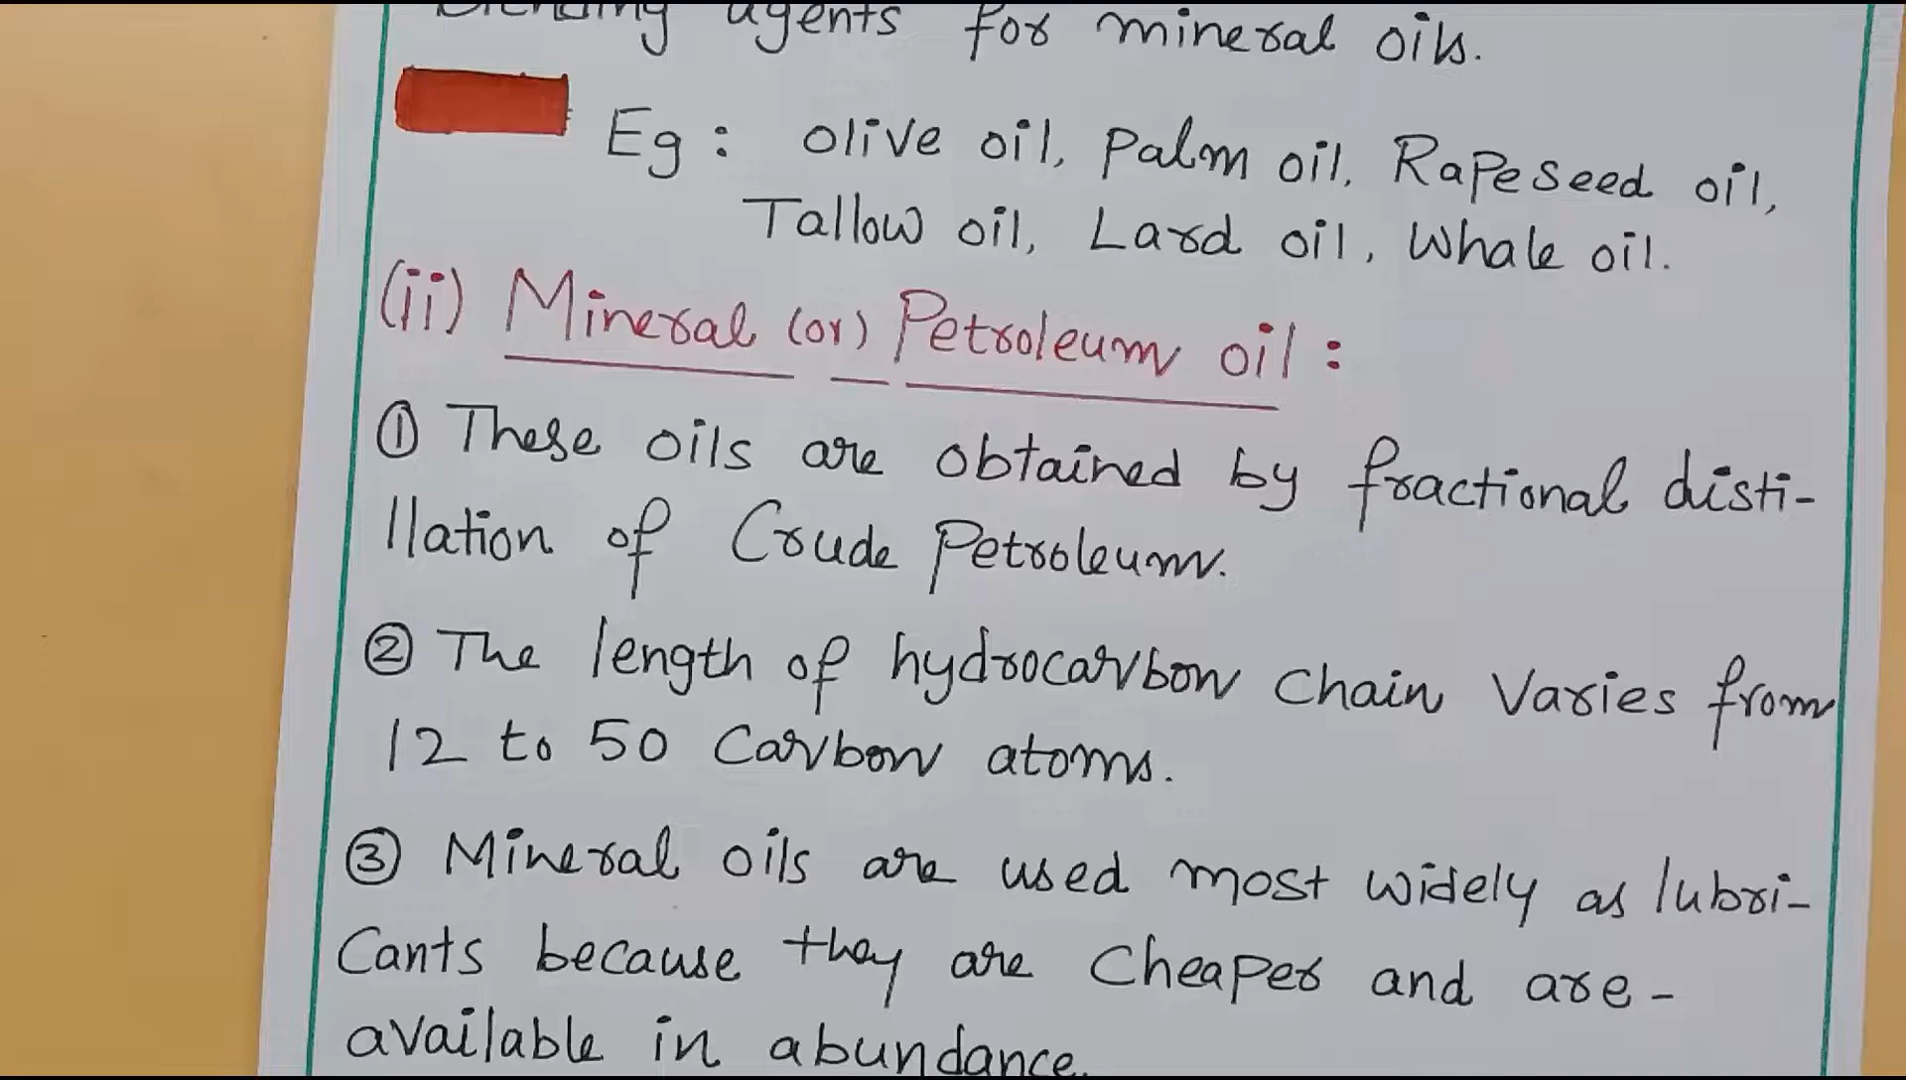 Blending agents for mineral oils.
Eg : olive oil, Palm oil, Rapeseed oil,
Tallow oil, Lard oil, Whale oil.
(ii) Mineral (or) Petroleum oil :
① These oils are obtained by fractional disti-
llation of Crude Petroleum.
② The length of hydrocarbon Chain Varies from
12 to 50 Carbon atoms.
③ Mineral oils are used most widely as lubri-
Cants because they are Cheaper and are-
available in abundance.